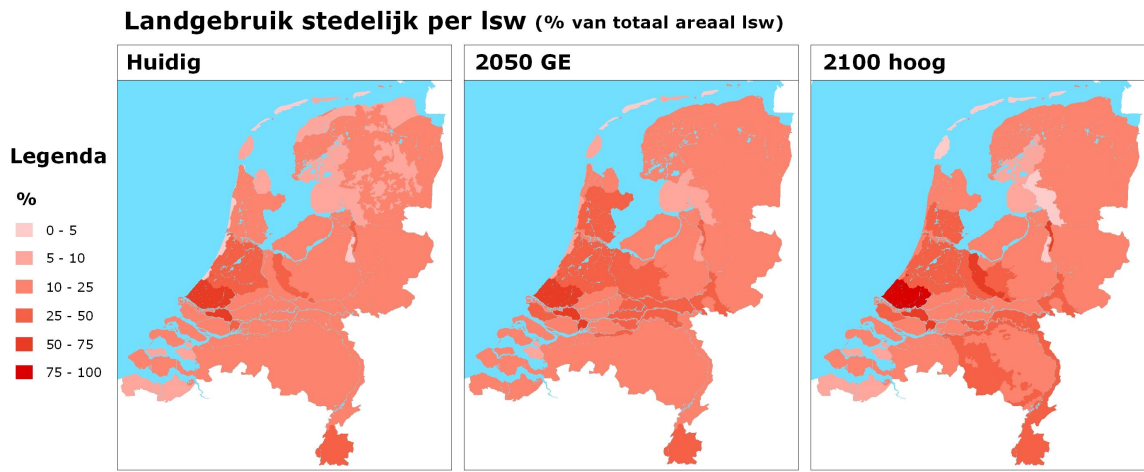 Landgebruik stedelijk per lsw (% van totaal areaal lsw)
Huidig
2050 GE
2100 hoog
Legenda
%
0 - 5
5 - 10
10 - 25
25 - 50
50 - 75
75 - 100